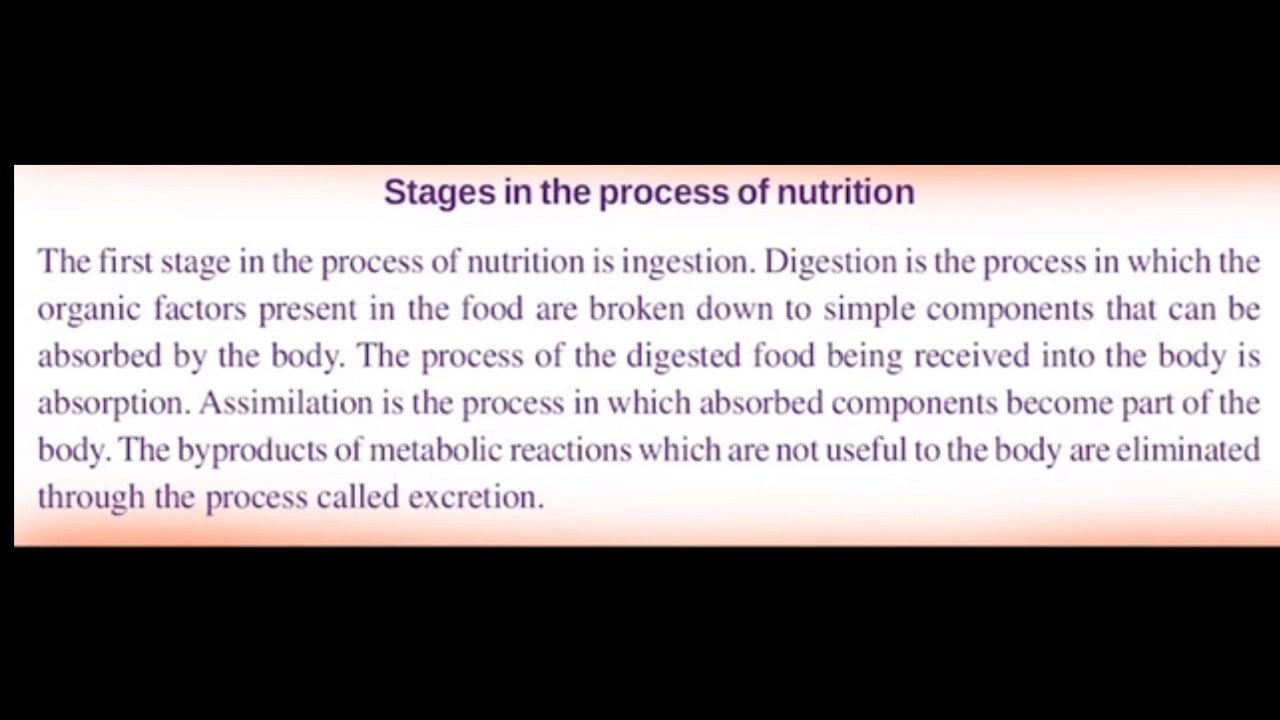 Stages in the process of nutrition
The first stage in the process of nutrition is ingestion. Digestion is the process in which the
organic factors present in the food are broken down to simple components that can be
absorbed by the body. The process of the digested food being received into the body is
absorption. Assimilation is the process in which absorbed components become part of the
body. The byproducts of metabolic reactions which are not useful to the body are eliminated
through the process called excretion.